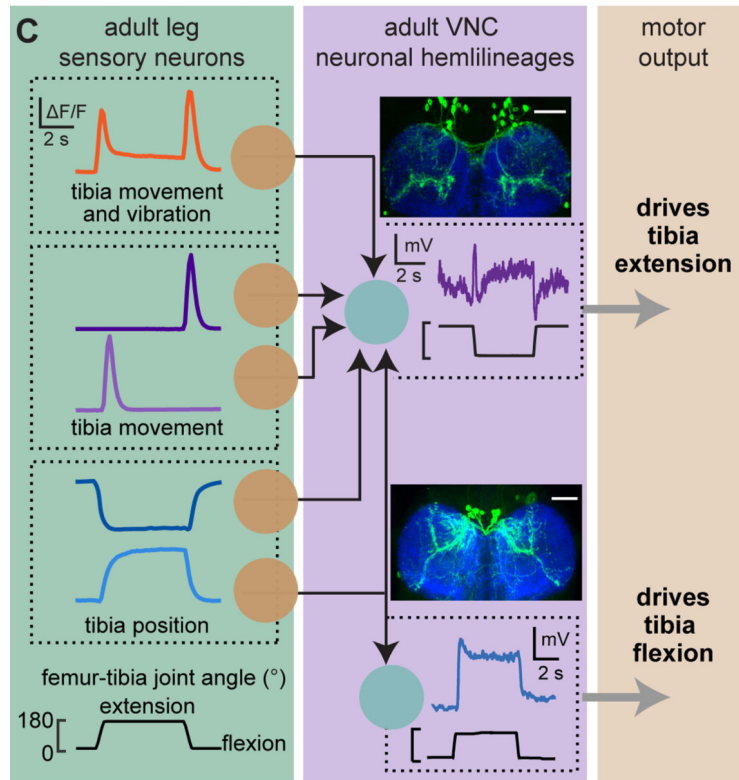 C
adult leg
sensory neurons
adult VNC
neuronal hemlilineages
motor
output
ΔF/F
2 s
tibia movement
and vibration
mV
2 s
drives
tibia
extension
tibia movement
tibia position
mV
2 s
drives
tibia
flexion
femur-tibia joint angle (°)
extension
180
0
flexion